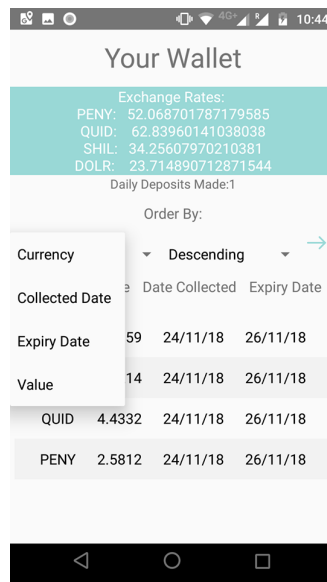 4G+ R 10:44
Your Wallet
Exchange Rates:
PENY: 52.068701787179585
QUID: 62.83960141038038
SHIL: 34.25607970210381
DOLR: 23.714890712871544
Daily Deposits Made:1
Order By:
Currency
Descending
Collected Date
Date Collected Expiry Date
Expiry Date
59 24/11/18 26/11/18
Value
14 24/11/18 26/11/18
QUID 4.4332 24/11/18 26/11/18
PENY 2.5812 24/11/18 26/11/18